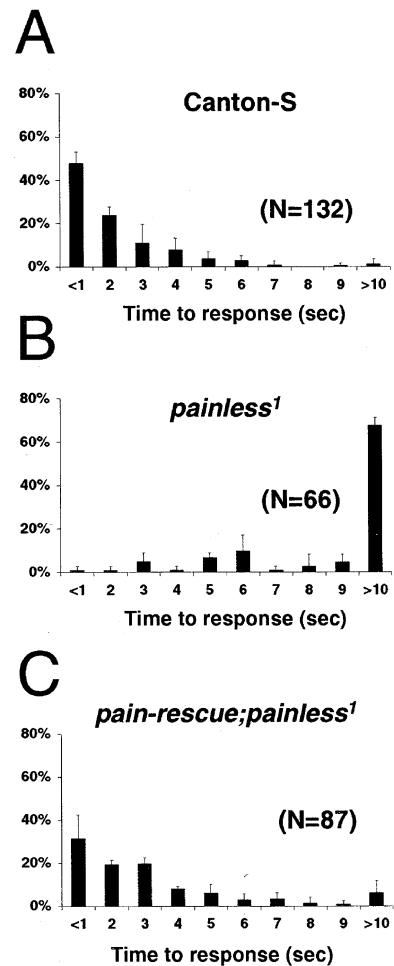 A
Canton-S
80%
60%
40%
20%
0%
(N=132)
<1 2 3 4 5 6 7 8 9 >10
Time to response (sec)
B
painless¹
80%
60%
40%
20%
0%
(N=66)
<1 2 3 4 5 6 7 8 9 >10
Time to response (sec)
C
pain-rescue;painless¹
80%
60%
40%
20%
0%
(N=87)
<1 2 3 4 5 6 7 8 9 >10
Time to response (sec)